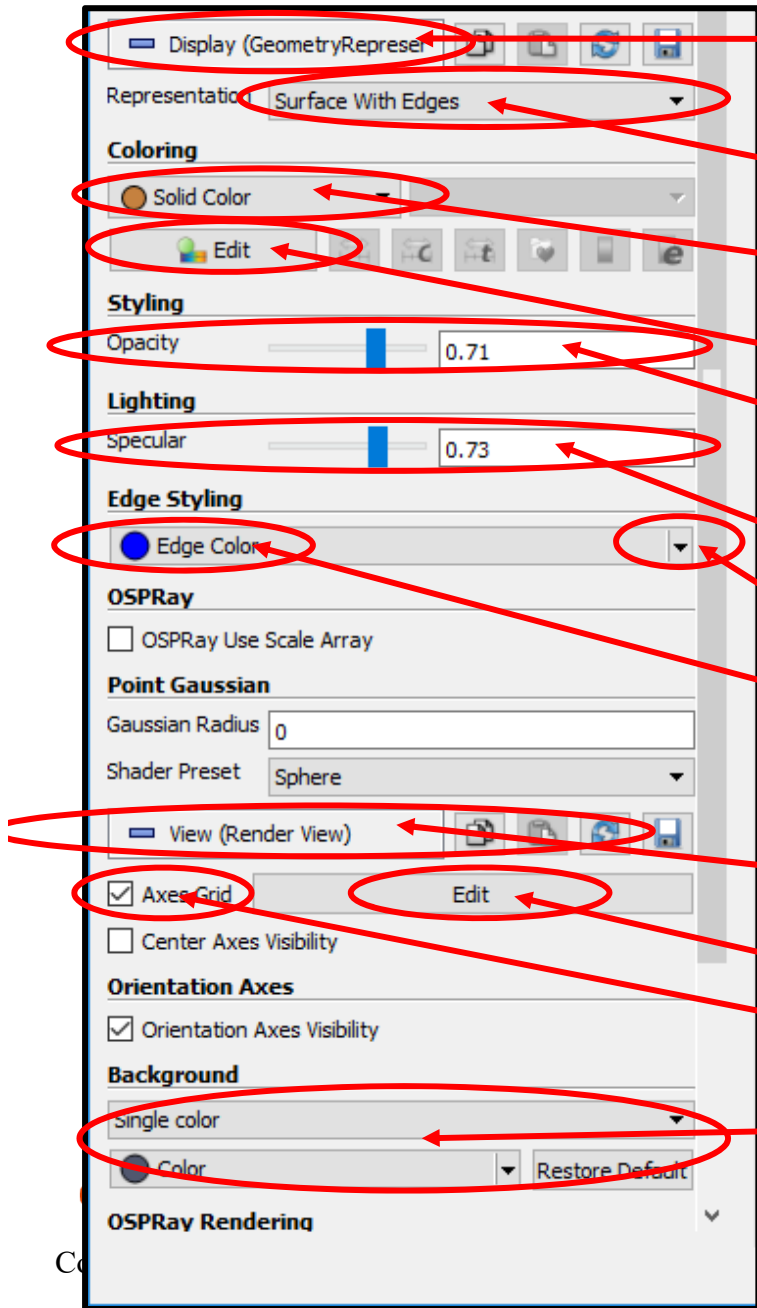 Display (GeometryReprese
Representation Surface With Edges
Coloring
Solid Color
Edit c t e
Styling
Opacity 0.71
Lighting
Specular 0.73
Edge Styling
Edge Color
OSPRay
OSPRay Use Scale Array
Point Gaussian
Gaussian Radius 0
Shader Preset Sphere
View (Render View)
Axes Grid Edit
Center Axes Visibility
Orientation Axes
Orientation Axes Visibility
Background
Single color
Color Restore Default
OSPRay Rendering
Co